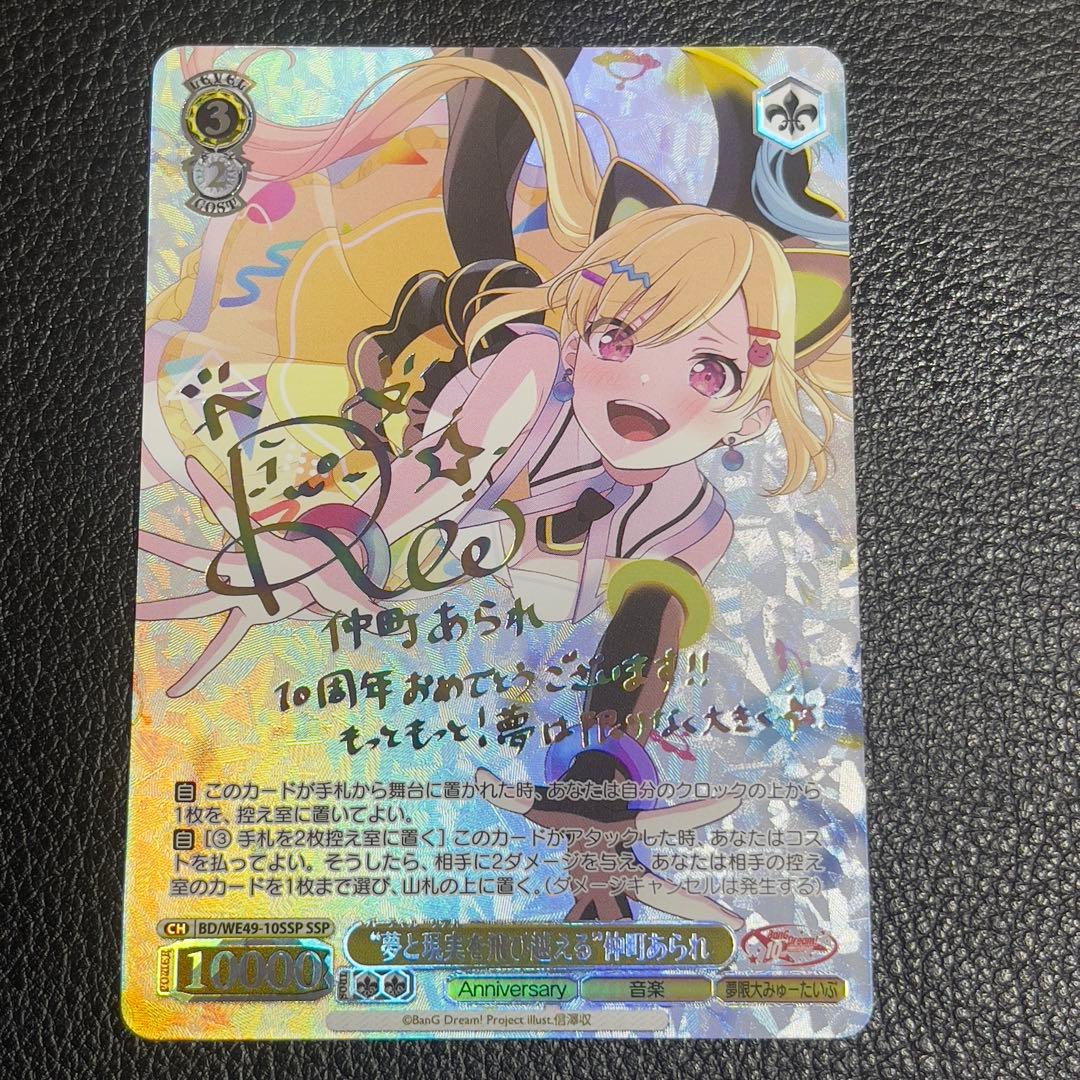 LEVEL
3
2
COST
Ree
仲町あられ
10周年おめでとうございます!!
もっともっと!夢は限りなく大きく☆
このカードが手札から舞台に置かれた時、あなたは自分のクロックの上から
1枚を、控え室に置いてよい。
[③ 手札を2枚控え室に置く] このカードがアタックした時、あなたはコス
トを払ってよい。そうしたら、相手に2ダメージを与え、あなたは相手の控え
室のカードを1枚まで選び、山札の上に置く。(ダメージキャンセルは発生する)
CH BD/WE49-10SSP SSP
“夢と現実を飛び越える”仲町あられ
BanG Dream!
POWER 10000 SOUL
Anniversary 音楽 夢限大みゅーたいぷ
©BanG Dream! Project illust.信澤収